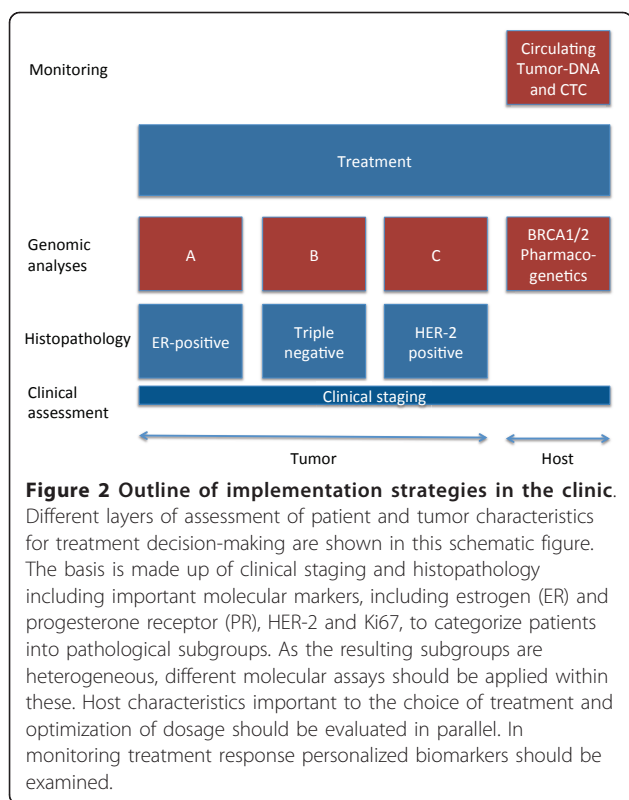 Monitoring
Circulating
Tumor-DNA
and CTC
Treatment
Genomic
analyses
A
B
C
BRCA1/2
Pharmaco-
genetics
Histopathology
ER-positive
Triple
negative
HER-2
positive
Clinical
assessment
Clinical staging
Tumor
Host
Figure 2 Outline of implementation strategies in the clinic.
Different layers of assessment of patient and tumor characteristics
for treatment decision-making are shown in this schematic figure.
The basis is made up of clinical staging and histopathology
including important molecular markers, including estrogen (ER) and
progesterone receptor (PR), HER-2 and Ki67, to categorize patients
into pathological subgroups. As the resulting subgroups are
heterogeneous, different molecular assays should be applied within
these. Host characteristics important to the choice of treatment and
optimization of dosage should be evaluated in parallel. In
monitoring treatment response personalized biomarkers should be
examined.